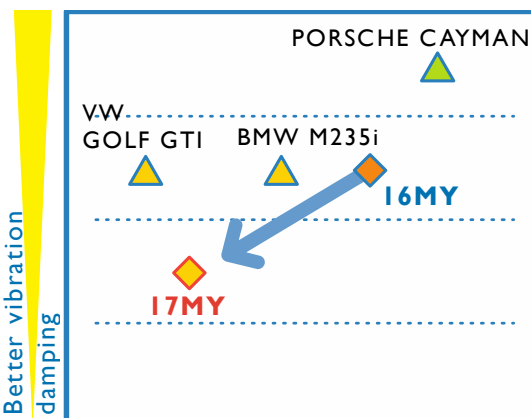 PORSCHE CAYMAN
VW
GOLF GTI
BMW M235i
16MY
17MY
Better vibration
damping